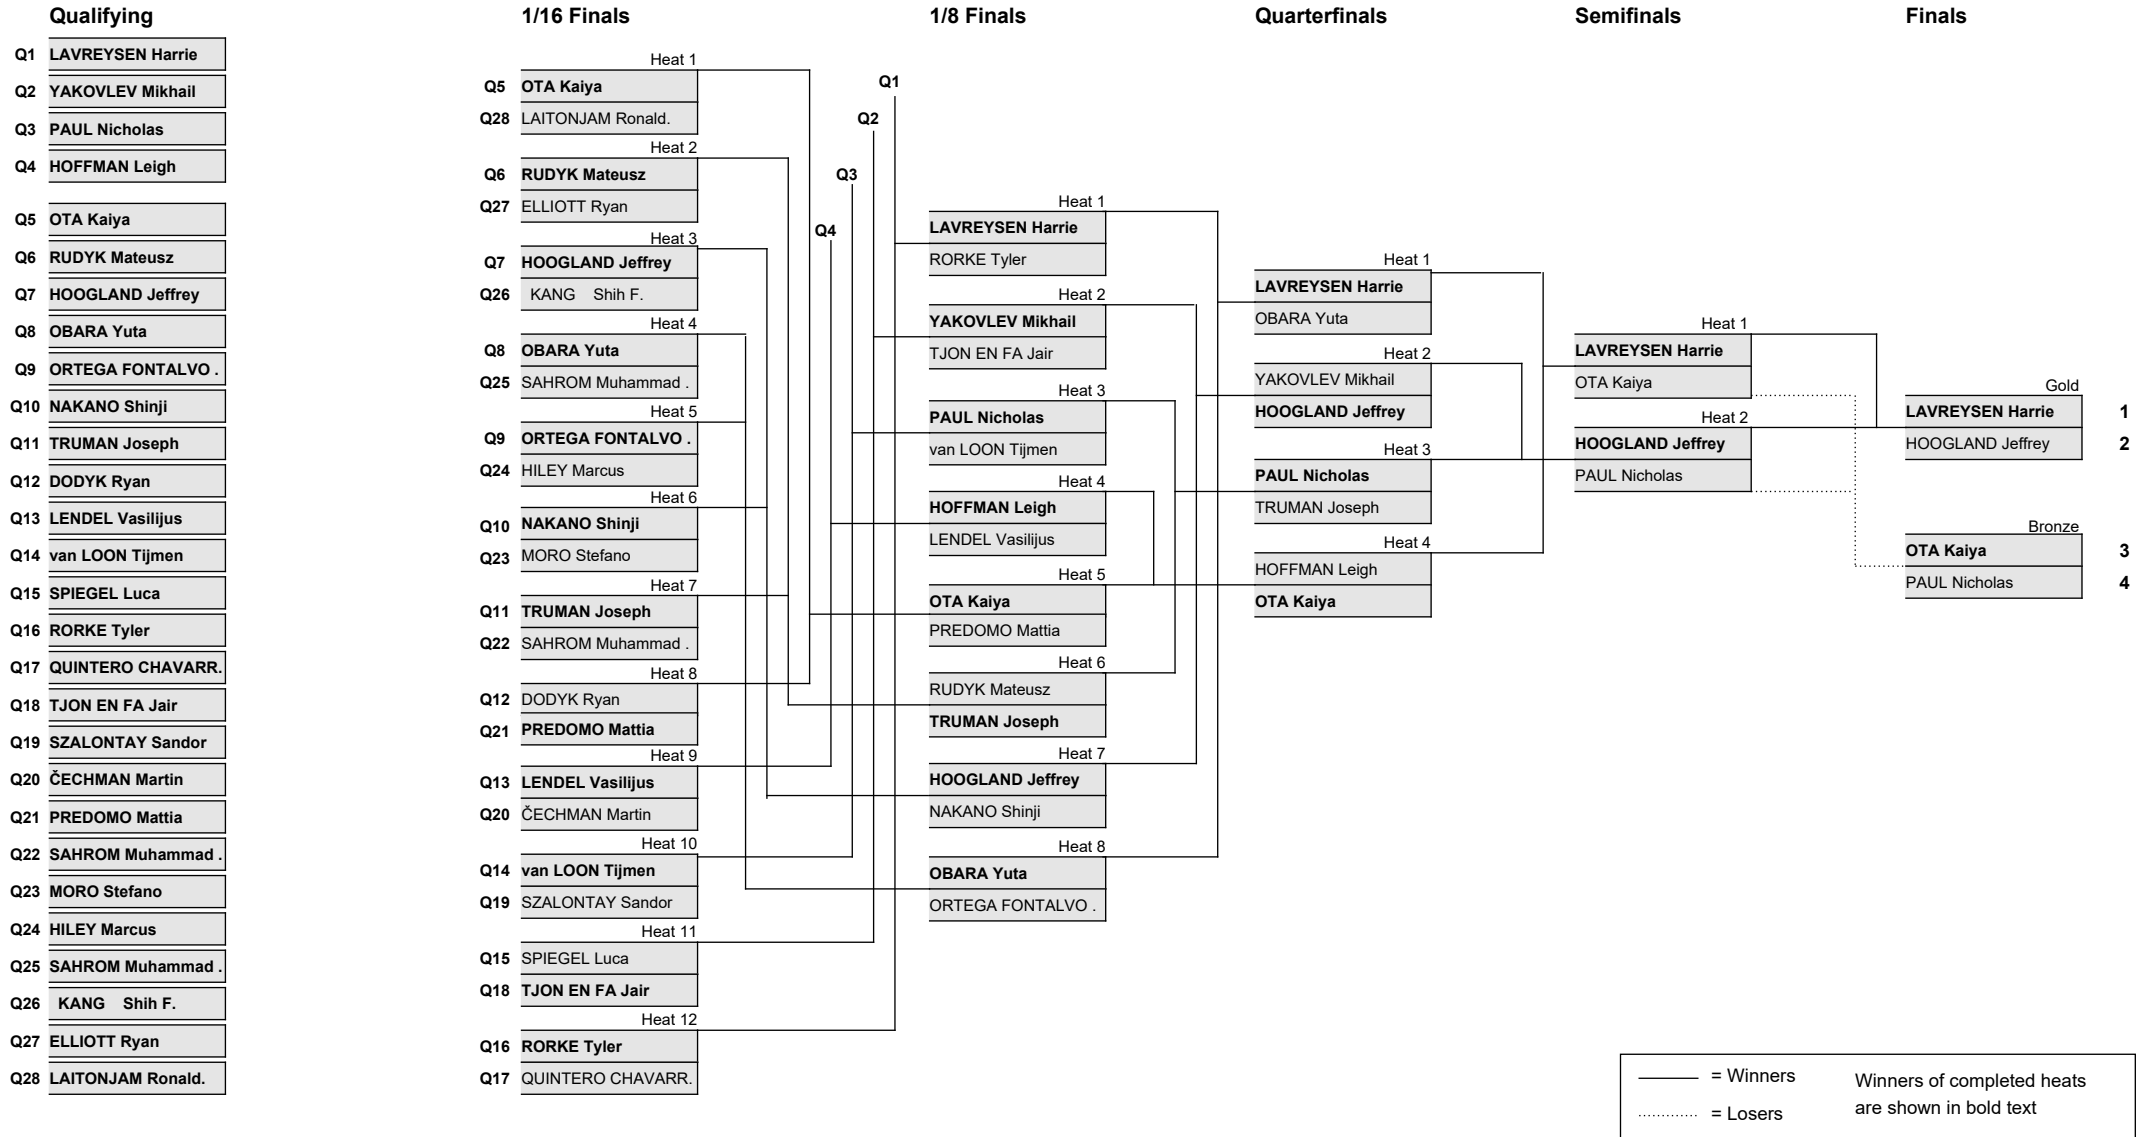 Qualifying
1/16 Finals
1/8 Finals
Quarterfinals
Semifinals
Finals
Q1 LAVREYSEN Harrie
Q2 YAKOVLEV Mikhail
Q3 PAUL Nicholas
Q4 HOFFMAN Leigh
Q5 OTA Kaiya
Q6 RUDYK Mateusz
Q7 HOOGLAND Jeffrey
Q8 OBARA Yuta
Q9 ORTEGA FONTALVO .
Q10 NAKANO Shinji
Q11 TRUMAN Joseph
Q12 DODYK Ryan
Q13 LENDEL Vasilijus
Q14 van LOON Tijmen
Q15 SPIEGEL Luca
Q16 RORKE Tyler
Q17 QUINTERO CHAVARR.
Q18 TJON EN FA Jair
Q19 SZALONTAY Sandor
Q20 ČECHMAN Martin
Q21 PREDOMO Mattia
Q22 SAHROM Muhammad .
Q23 MORO Stefano
Q24 HILEY Marcus
Q25 SAHROM Muhammad .
Q26 KANG Shih F.
Q27 ELLIOTT Ryan
Q28 LAITONJAM Ronald.
Heat 1
Q5 OTA Kaiya
Q28 LAITONJAM Ronald.
Heat 2
Q6 RUDYK Mateusz
Q27 ELLIOTT Ryan
Heat 3
Q7 HOOGLAND Jeffrey
Q26 KANG Shih F.
Heat 4
Q8 OBARA Yuta
Q25 SAHROM Muhammad .
Heat 5
Q9 ORTEGA FONTALVO .
Q24 HILEY Marcus
Heat 6
Q10 NAKANO Shinji
Q23 MORO Stefano
Heat 7
Q11 TRUMAN Joseph
Q22 SAHROM Muhammad .
Heat 8
Q12 DODYK Ryan
Q21 PREDOMO Mattia
Heat 9
Q13 LENDEL Vasilijus
Q20 ČECHMAN Martin
Heat 10
Q14 van LOON Tijmen
Q19 SZALONTAY Sandor
Heat 11
Q15 SPIEGEL Luca
Q18 TJON EN FA Jair
Heat 12
Q16 RORKE Tyler
Q17 QUINTERO CHAVARR.
Q1
Q2
Q3
Q4
Heat 1
LAVREYSEN Harrie
RORKE Tyler
Heat 2
YAKOVLEV Mikhail
TJON EN FA Jair
Heat 3
PAUL Nicholas
van LOON Tijmen
Heat 4
HOFFMAN Leigh
LENDEL Vasilijus
Heat 5
OTA Kaiya
PREDOMO Mattia
Heat 6
RUDYK Mateusz
TRUMAN Joseph
Heat 7
HOOGLAND Jeffrey
NAKANO Shinji
Heat 8
OBARA Yuta
ORTEGA FONTALVO .
Heat 1
LAVREYSEN Harrie
OBARA Yuta
Heat 2
YAKOVLEV Mikhail
HOOGLAND Jeffrey
Heat 3
PAUL Nicholas
TRUMAN Joseph
Heat 4
HOFFMAN Leigh
OTA Kaiya
Heat 1
LAVREYSEN Harrie
OTA Kaiya
Heat 2
HOOGLAND Jeffrey
PAUL Nicholas
Gold
LAVREYSEN Harrie 1
HOOGLAND Jeffrey 2
Bronze
OTA Kaiya 3
PAUL Nicholas 4
= Winners
= Losers
Winners of completed heats
are shown in bold text